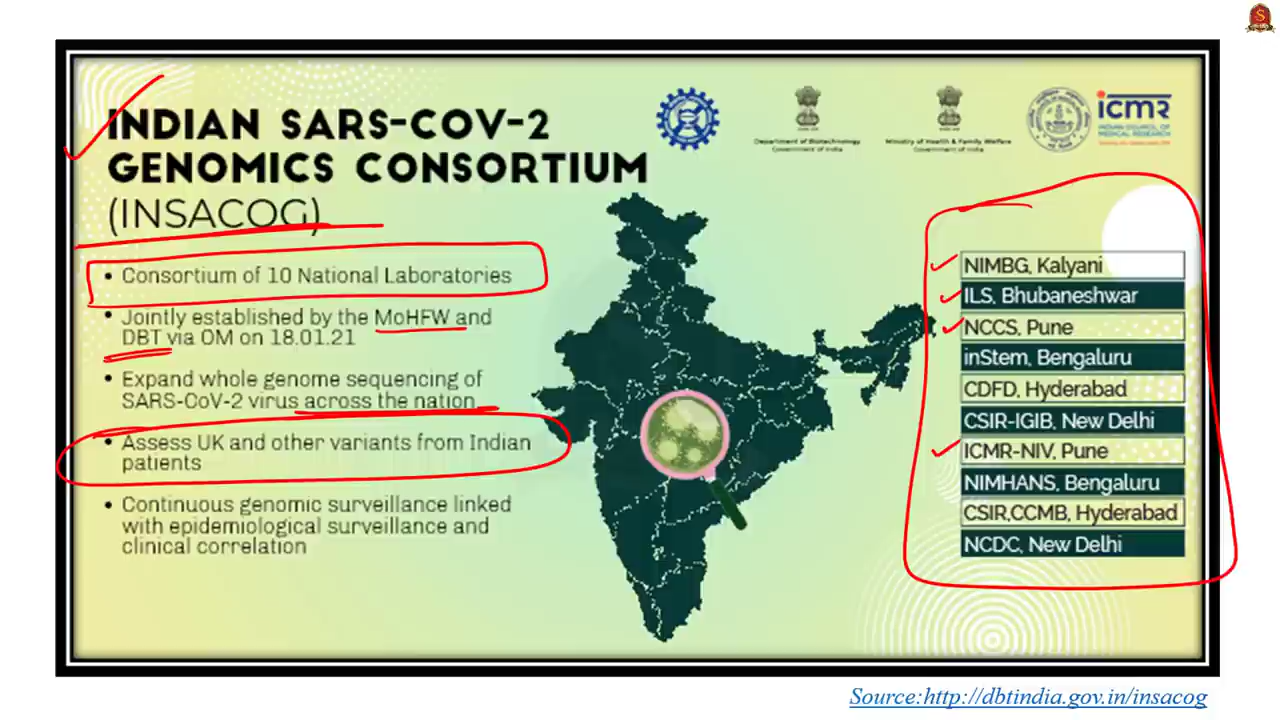 INDIAN SARS-COV-2
GENOMICS CONSORTIUM
(INSACOG)
Department of Biotechnology
Government of India
Ministry of Health & Family Welfare
Government of India
icmr
INDIAN COUNCIL OF
MEDICAL RESEARCH
• Consortium of 10 National Laboratories
• Jointly established by the MoHFW and
DBT via OM on 18.01.21
• Expand whole genome sequencing of
SARS-CoV-2 virus across the nation
• Assess UK and other variants from Indian
patients
• Continuous genomic surveillance linked
with epidemiological surveillance and
clinical correlation
NIMBG, Kalyani
ILS, Bhubaneshwar
NCCS, Pune
inStem, Bengaluru
CDFD, Hyderabad
CSIR-IGIB, New Delhi
ICMR-NIV, Pune
NIMHANS, Bengaluru
CSIR,CCMB, Hyderabad
NCDC, New Delhi
Source:http://dbtindia.gov.in/insacog